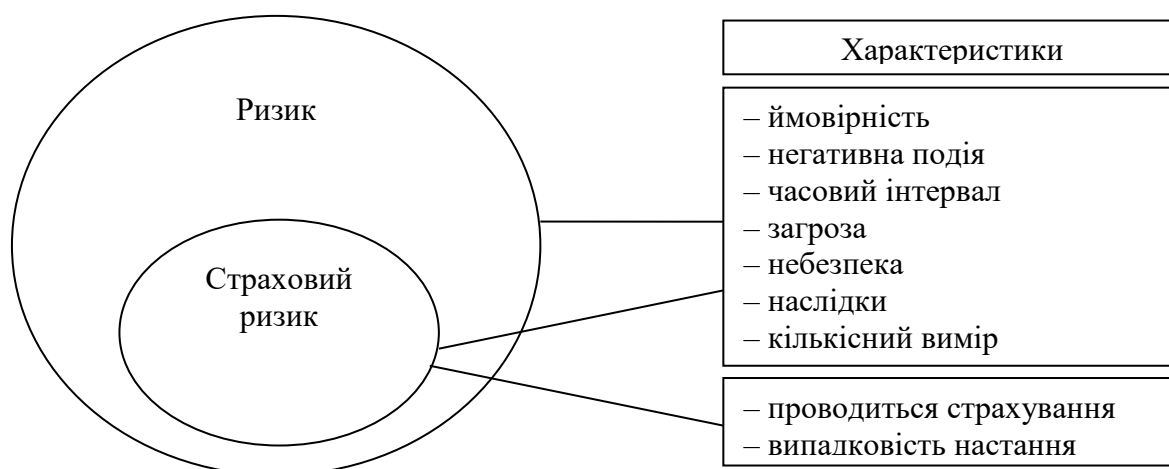 Ризик
Страховий
ризик
Характеристики
– ймовірність
– негативна подія
– часовий інтервал
– загроза
– небезпека
– наслідки
– кількісний вимір
– проводиться страхування
– випадковість настання